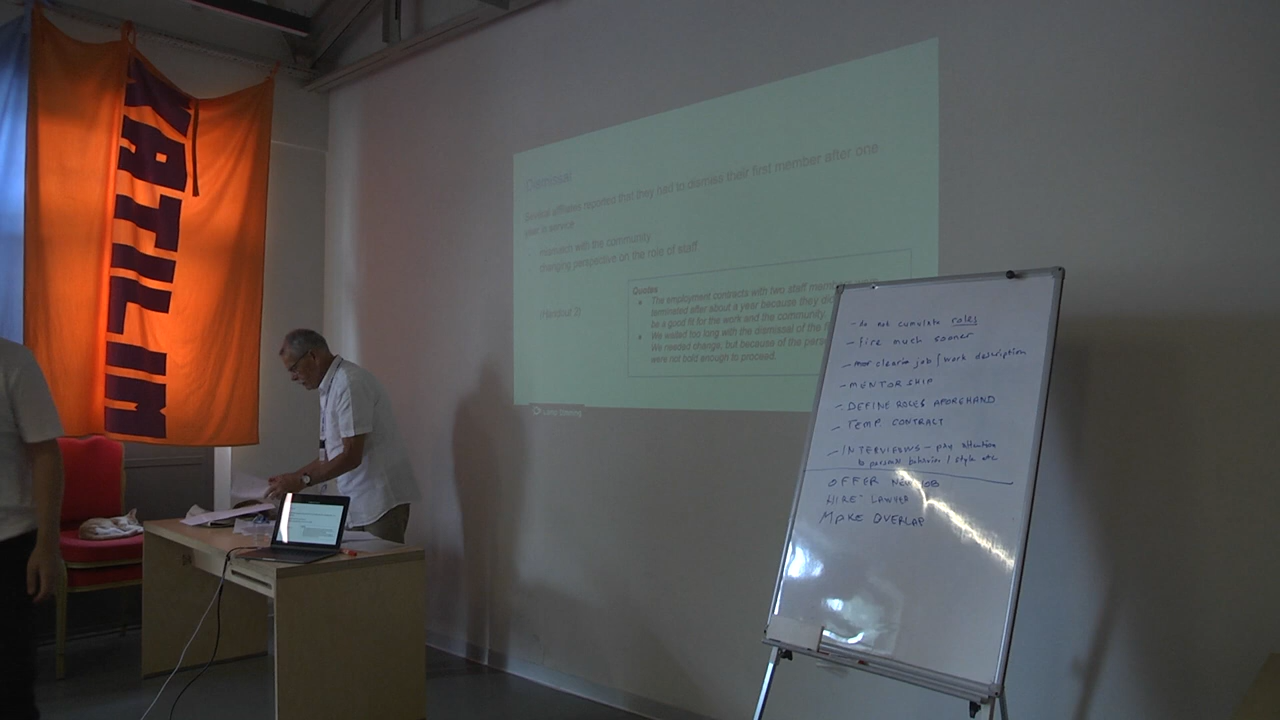 YATILIM
Dismissal
Several affiliates reported that they had to dismiss their first member after one
year in service
mismatch with the community
changing perspective on the role of staff
(Handout 2)
Quotes
The employment contracts with two staff
terminated after about a year because they
be a good fit for the work and the community.
We waited too long with the dismissal of the
We needed change, but because of the
were not bold enough to proceed.
- do not cumulate roles
- fire much sooner
- clear job / work description
- MENTORSHIP
- DEFINE ROLES AFOREHAND
- TEMP CONTRACT
- INTERVIEWS - pay attention
to behavior / style etc
OFFER NEW JOB
HIRE LAWYER
MAKE OVERLAP